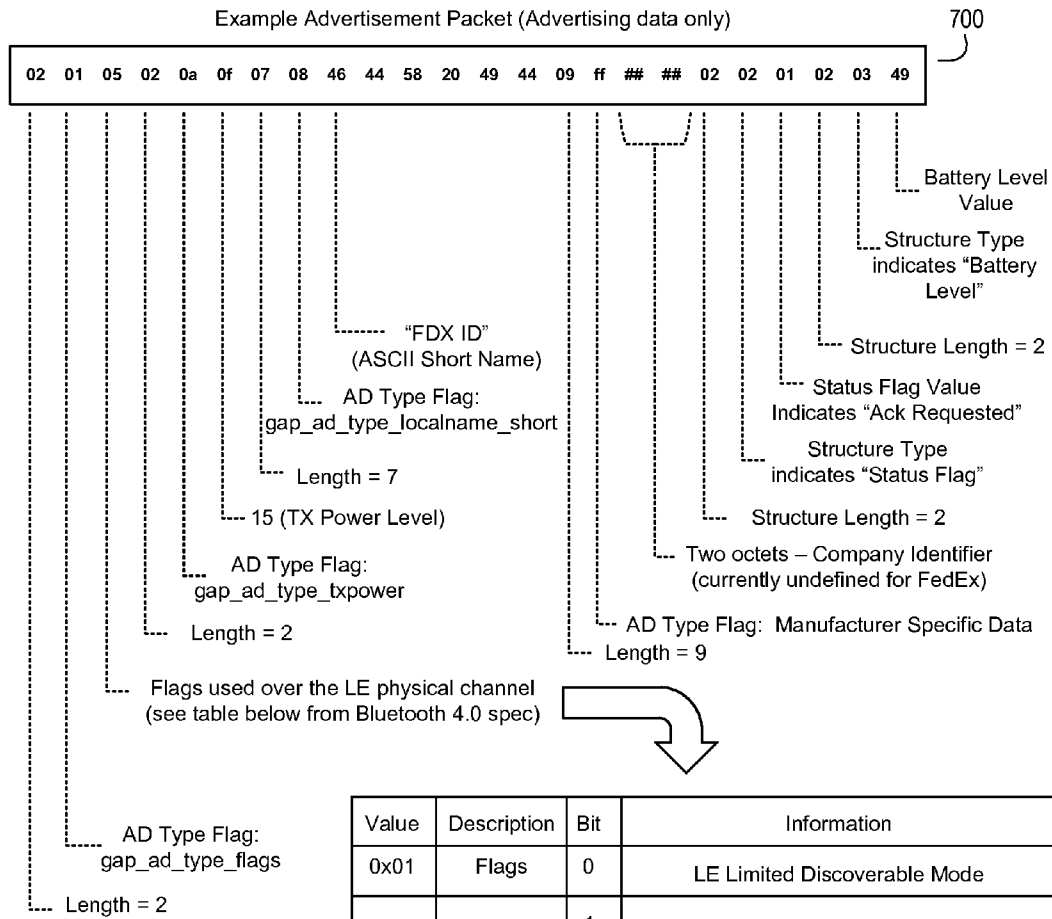 Example Advertisement Packet (Advertising data only)
700
02 01 05 02 0a 0f 07 08 46 44 58 20 49 44 09 ff ## ## 02 02 01 02 03 49
Battery Level
Value
Structure Type
indicates “Battery
Level”
“FDX ID”
(ASCII Short Name)
Structure Length = 2
AD Type Flag:
gap_ad_type_localname_short
Status Flag Value
Indicates “Ack Requested”
Structure Type
indicates “Status Flag”
Length = 7
15 (TX Power Level)
Structure Length = 2
AD Type Flag:
gap_ad_type_txpower
Two octets – Company Identifier
(currently undefined for FedEx)
Length = 2
AD Type Flag: Manufacturer Specific Data
Length = 9
Flags used over the LE physical channel
(see table below from Bluetooth 4.0 spec)
AD Type Flag:
gap_ad_type_flags
Length = 2
Value Description Bit Information
0x01 Flags 0 LE Limited Discoverable Mode